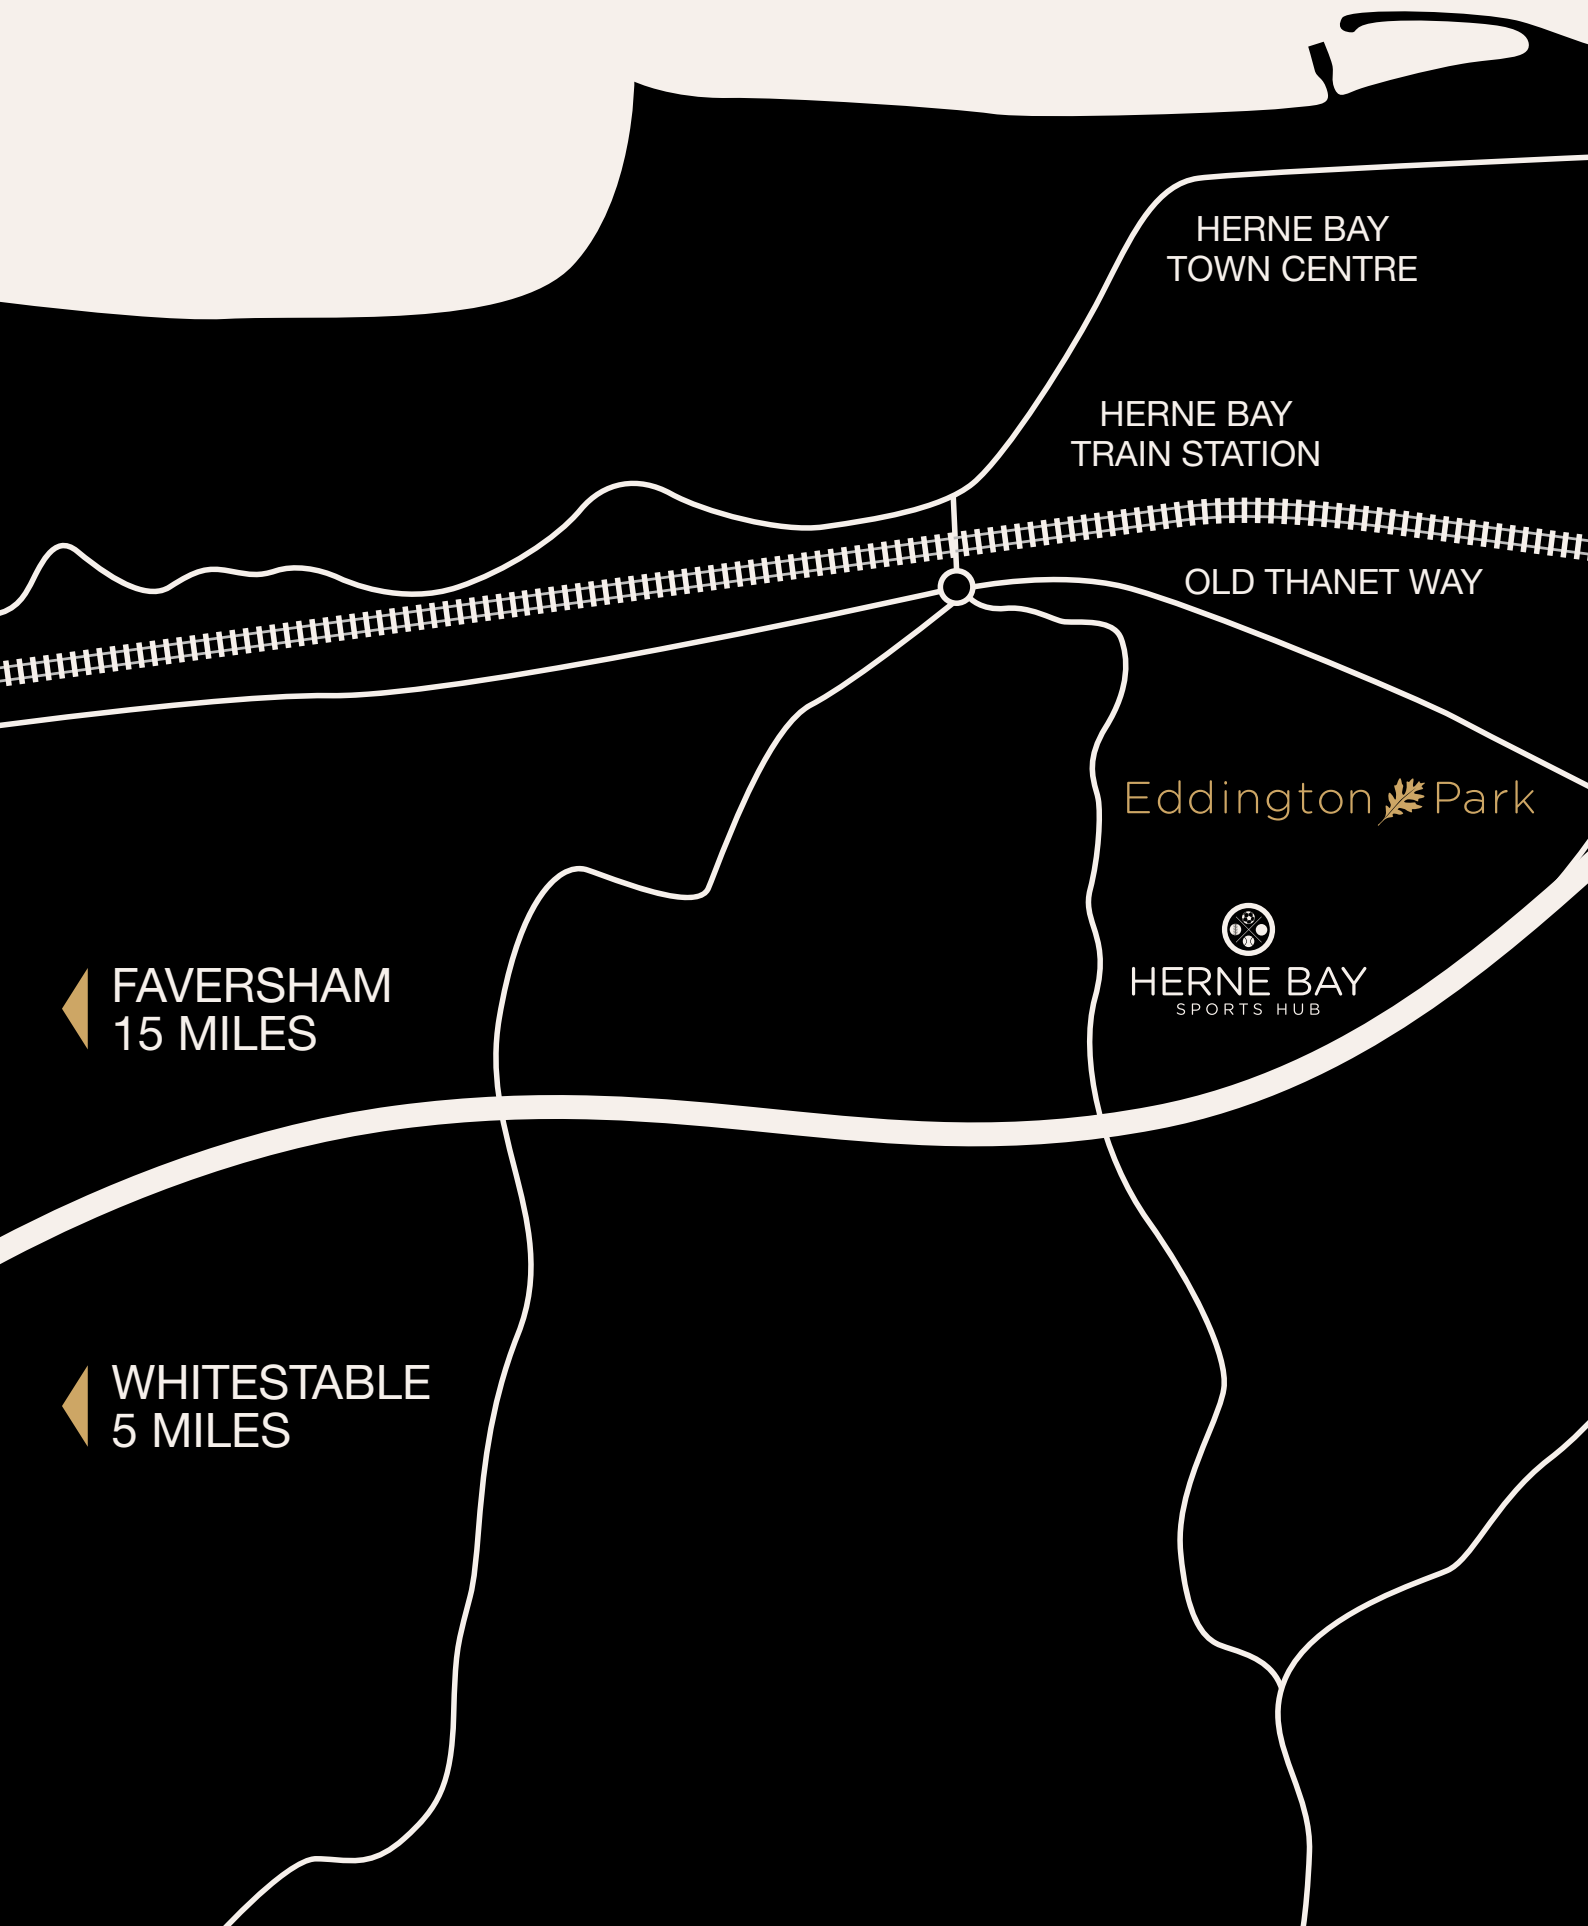 HERNE BAY
TOWN CENTRE
HERNE BAY
TRAIN STATION
OLD THANET WAY
Eddington Park
HERNE BAY
SPORTS HUB
FAVERSHAM
15 MILES
WHITESTABLE
5 MILES